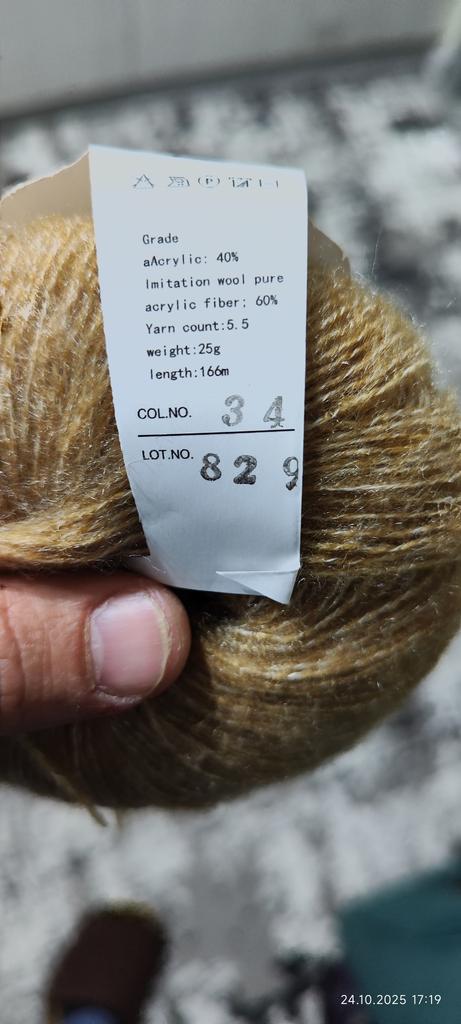 Grade
aAcrylic: 40%
Imitation wool pure
acrylic fiber; 60%
Yarn count:5.5
weight:25g
length:166m
COL.NO. 34
LOT.NO. 829
24.10.2025 17:19